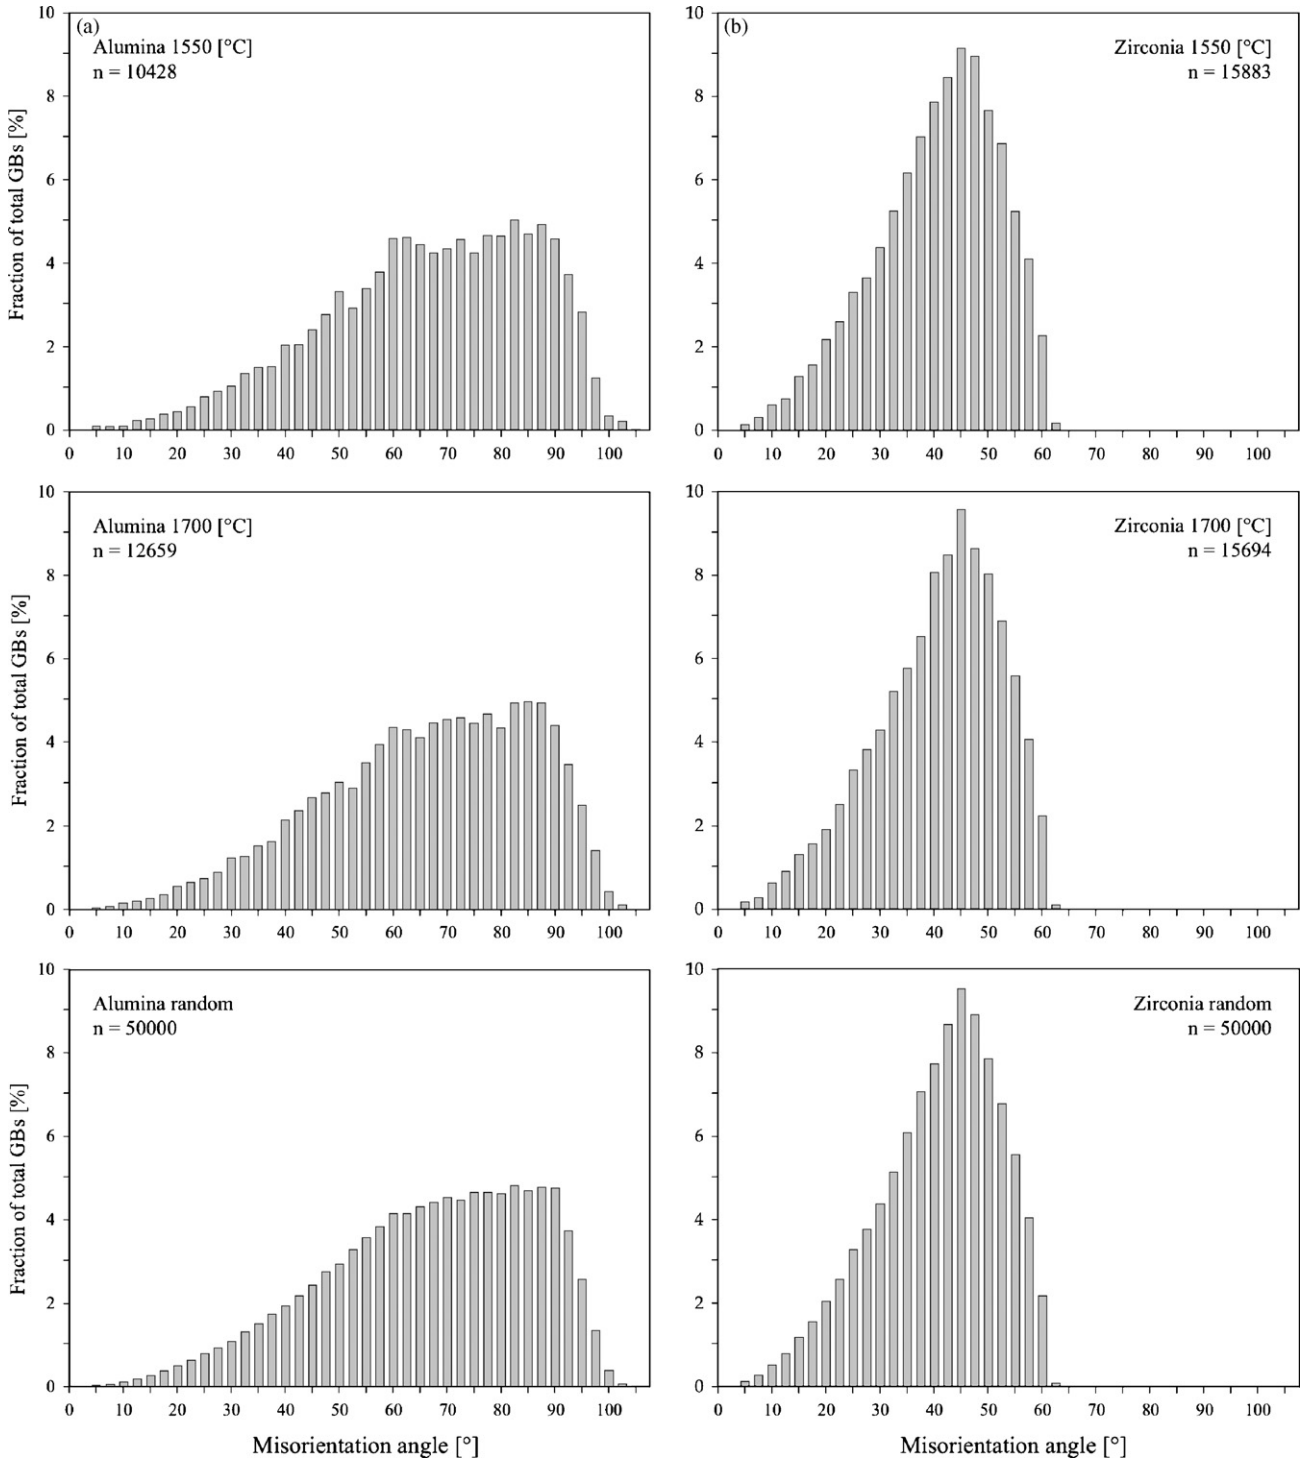 (a)
Alumina 1550 [°C]
n = 10428
Fraction of total GBs [%]
10
8
6
4
2
0
0 10 20 30 40 50 60 70 80 90 100
(b)
Zirconia 1550 [°C]
n = 15883
10
8
6
4
2
0
0 10 20 30 40 50 60 70 80 90 100
Alumina 1700 [°C]
n = 12659
Fraction of total GBs [%]
10
8
6
4
2
0
0 10 20 30 40 50 60 70 80 90 100
Zirconia 1700 [°C]
n = 15694
10
8
6
4
2
0
0 10 20 30 40 50 60 70 80 90 100
Alumina random
n = 50000
Fraction of total GBs [%]
10
8
6
4
2
0
0 10 20 30 40 50 60 70 80 90 100
Misorientation angle [°]
Zirconia random
n = 50000
10
8
6
4
2
0
0 10 20 30 40 50 60 70 80 90 100
Misorientation angle [°]